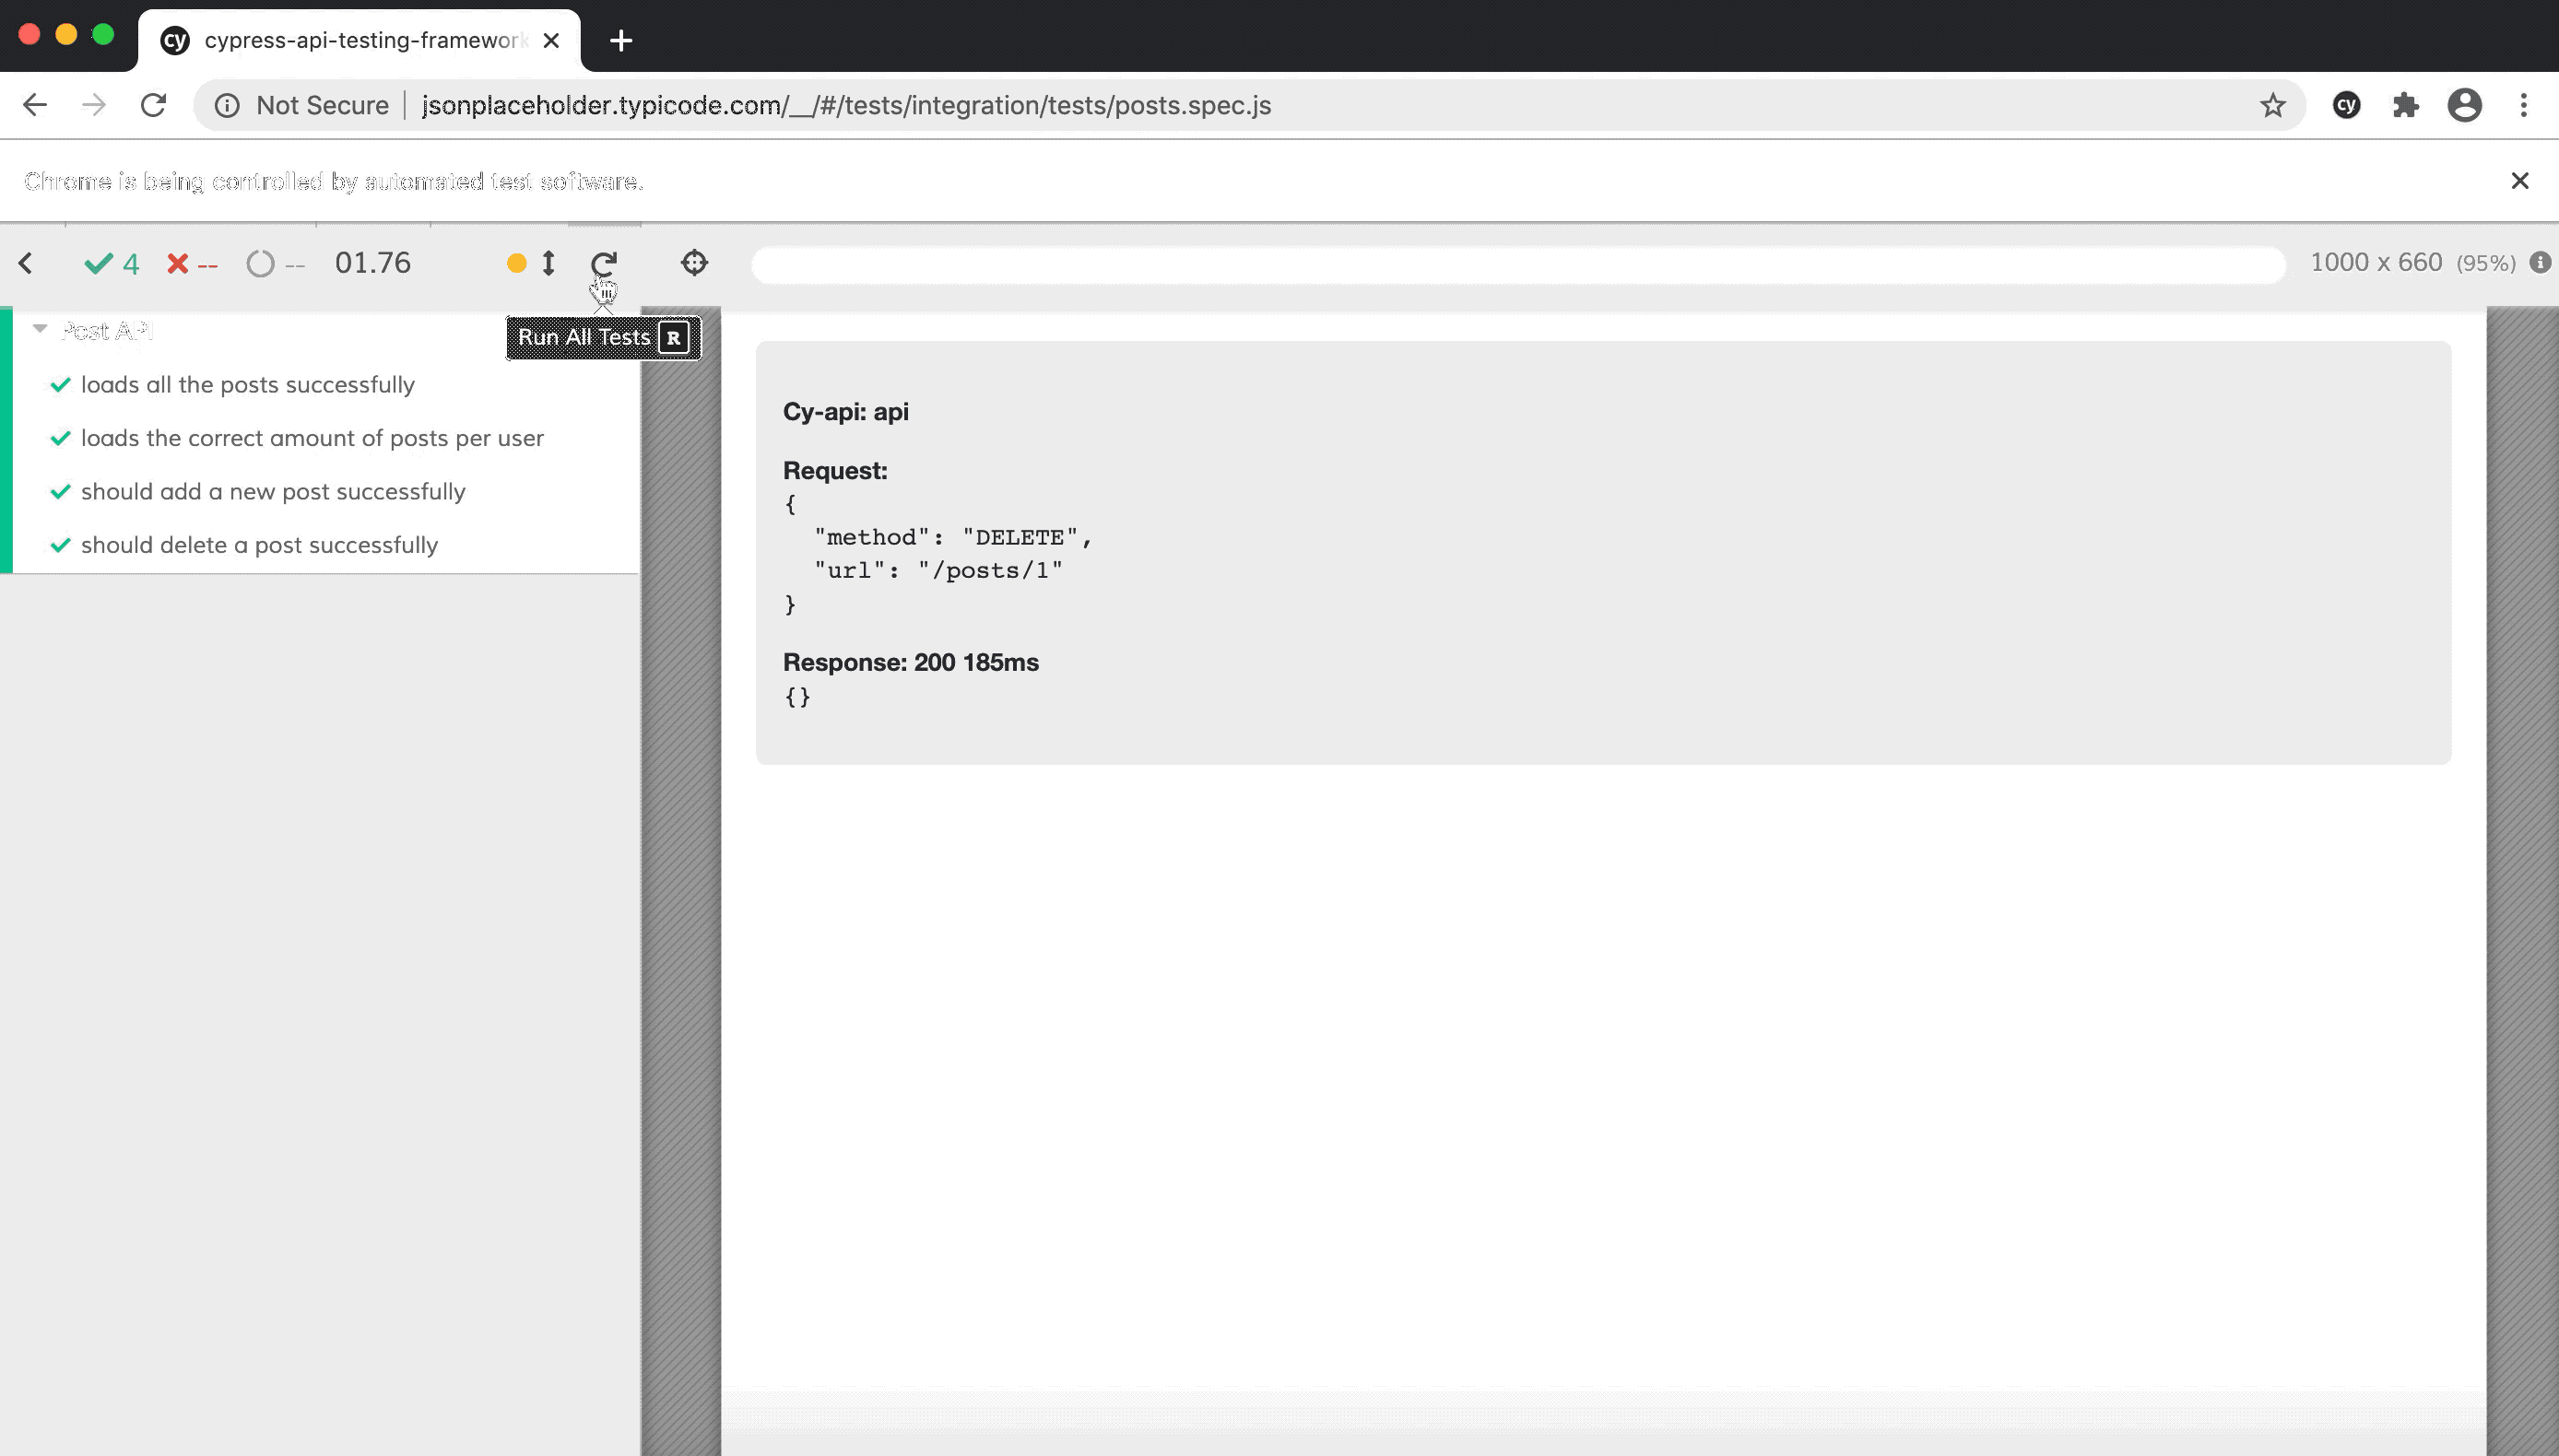 cy cypress-api-testing-framework
Not Secure jsonplaceholder.typicode.com/__/#/tests/integration/tests/posts.spec.js cy
Chrome is being controlled by automated test software.
4 -- -- 01.76 1000 x 660 (95%)
Post API
Run All Tests R
loads all the posts successfully
loads the correct amount of posts per user
should add a new post successfully
should delete a post successfully
Cy-api: api
Request:
{
"method": "DELETE",
"url": "/posts/1"
}
Response: 200 185ms
{}